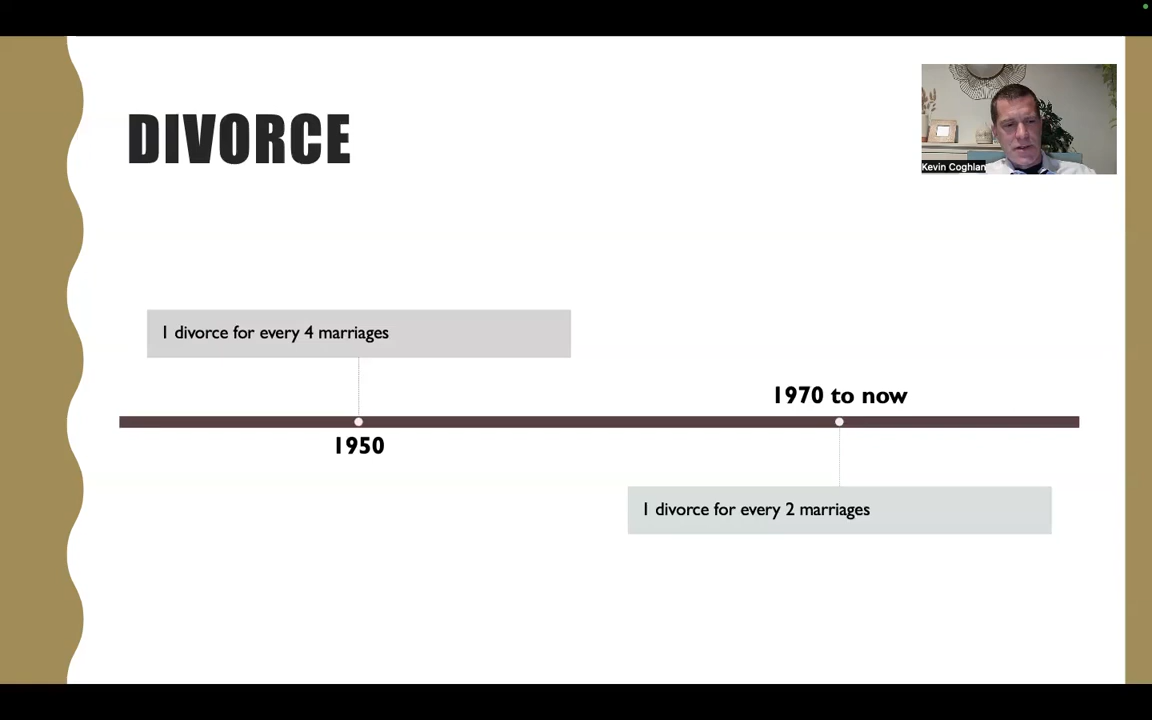 DIVORCE
Kevin Coghlan
1 divorce for every 4 marriages
1970 to now
1950
1 divorce for every 2 marriages